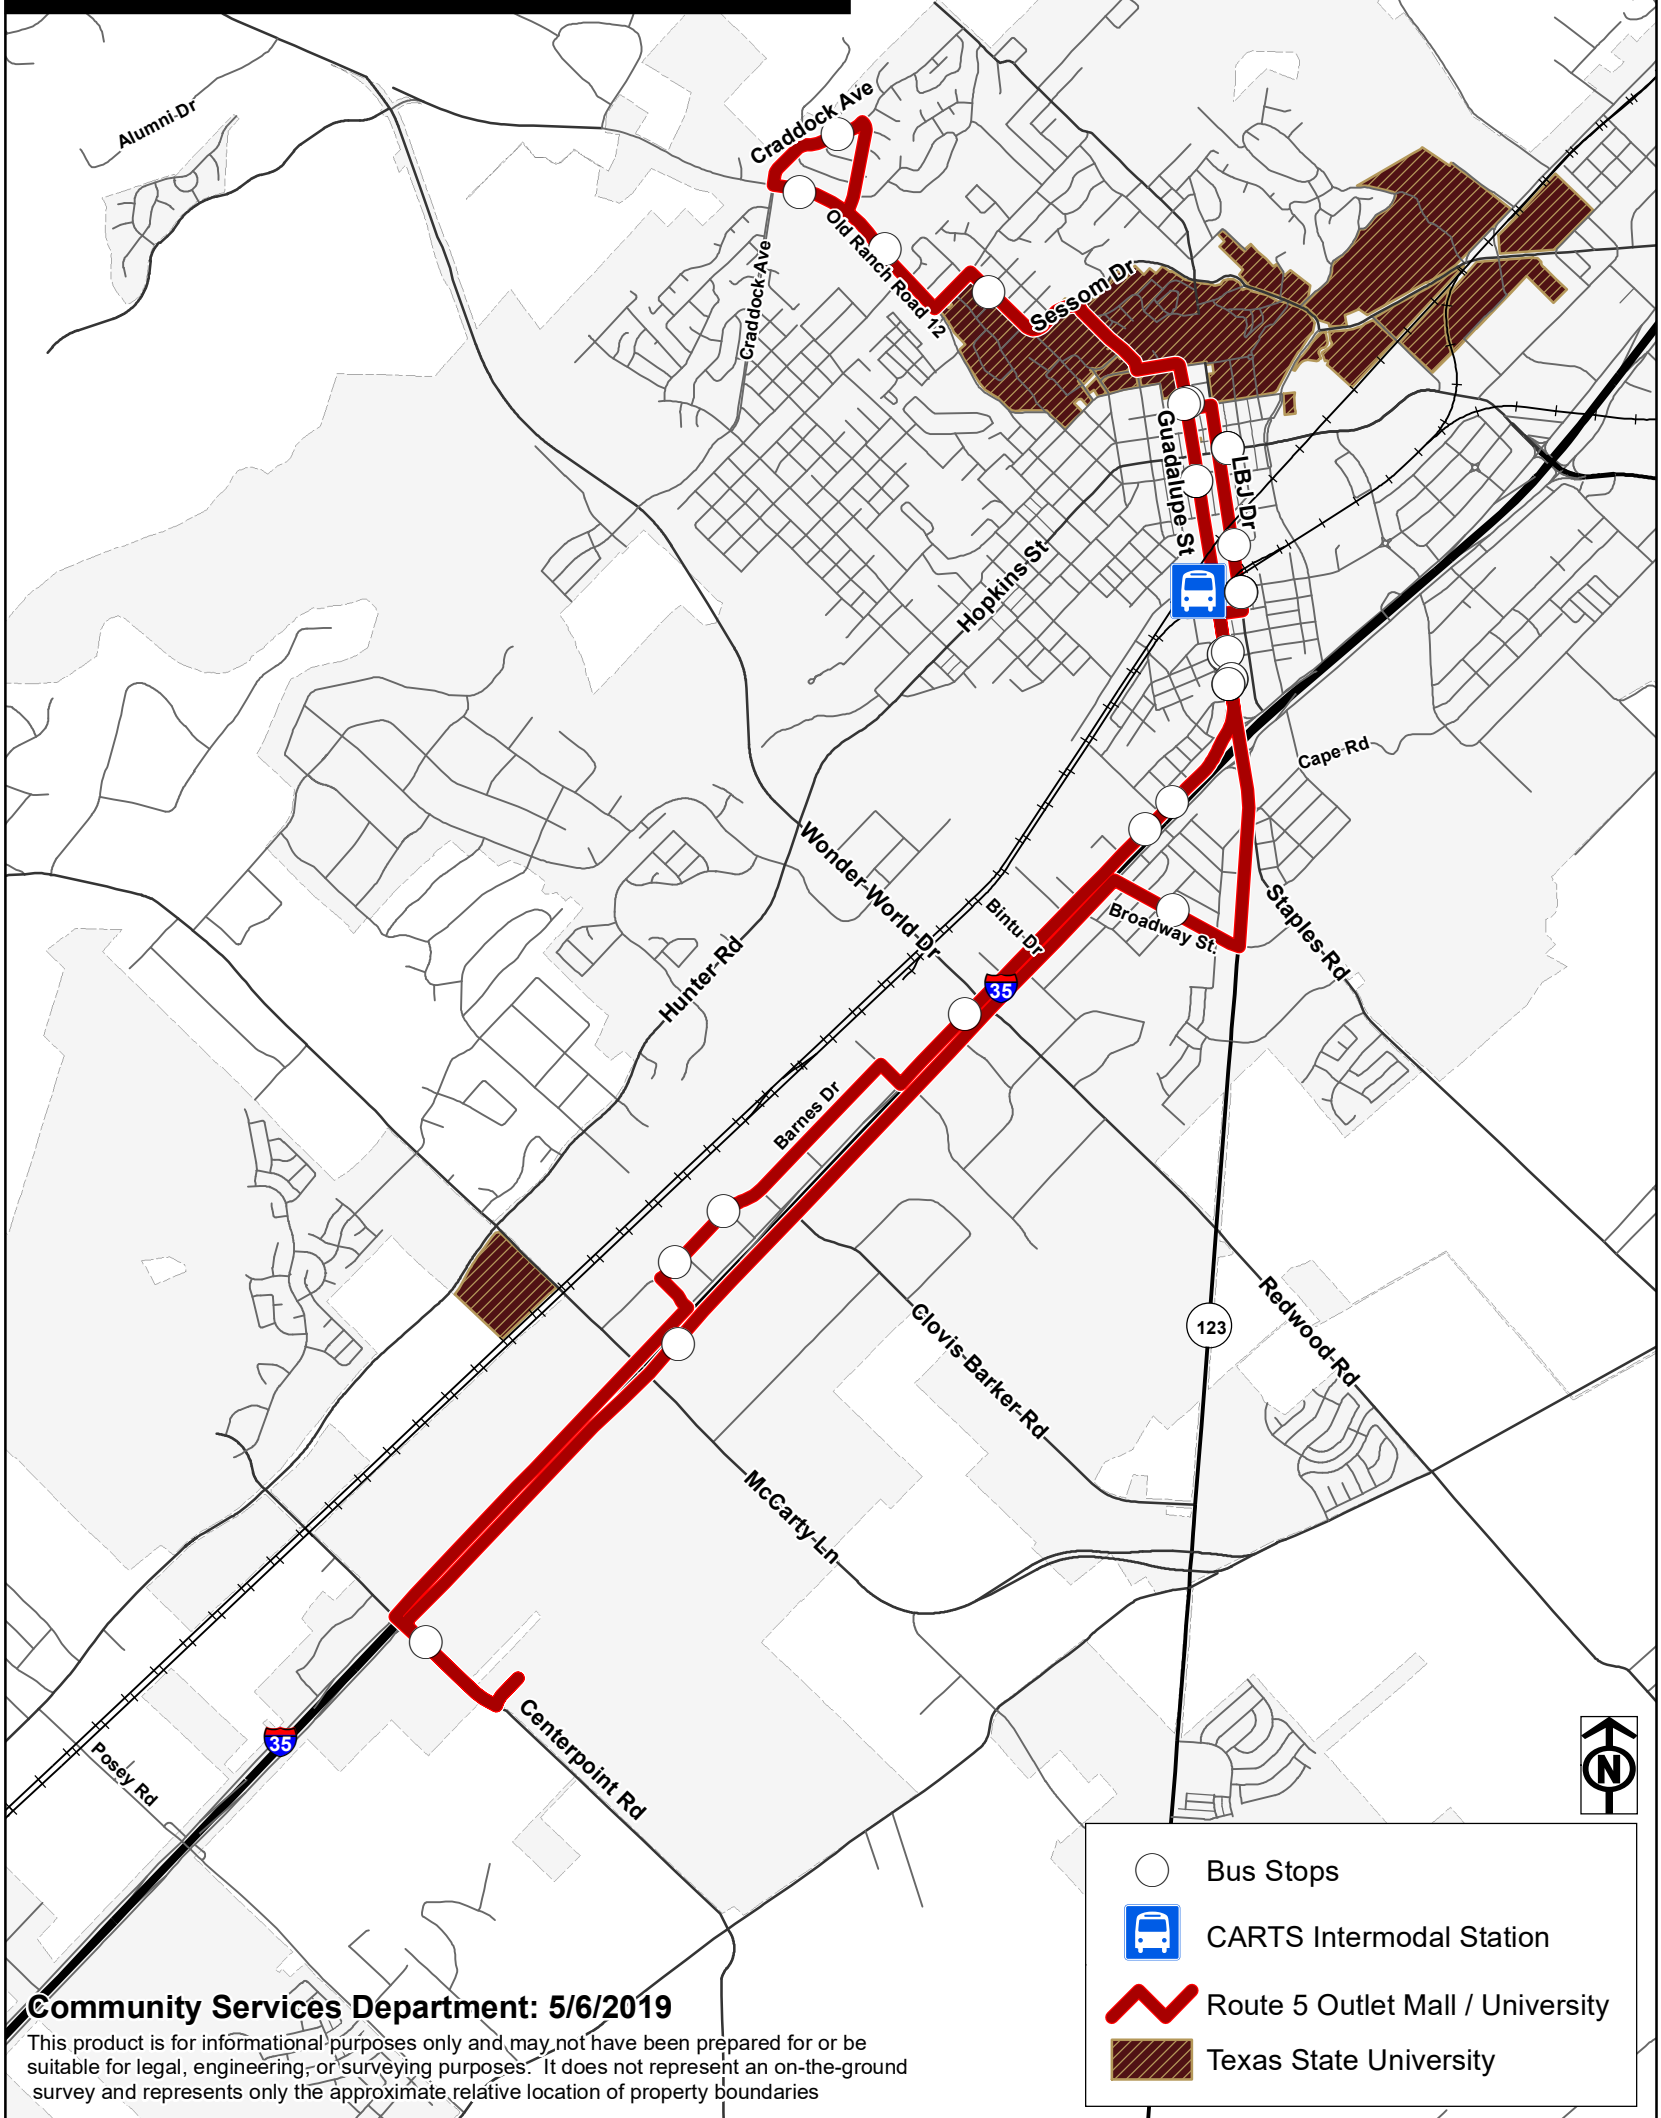 Alumni-Dr
Craddock Ave
Old Ranch Road 12
Craddock-Ave
Sessom Dr
Guadalupe St
LBJ-Dr
Hopkins St
Cape-Rd
Wonder-World-Dr
Bintu-Dr
Broadway St.
Staples-Rd
Hunter-Rd
35
Barnes Dr
Clovis-Barker-Rd
123
Redwood-Rd
McCarty-Ln
35
Posey Rd
Centerpoint Rd
N
Bus Stops
CARTS Intermodal Station
Route 5 Outlet Mall / University
Texas State University
Community Services Department: 5/6/2019
This product is for informational purposes only and may not have been prepared for or be
suitable for legal, engineering, or surveying purposes. It does not represent an on-the-ground
survey and represents only the approximate relative location of property boundaries